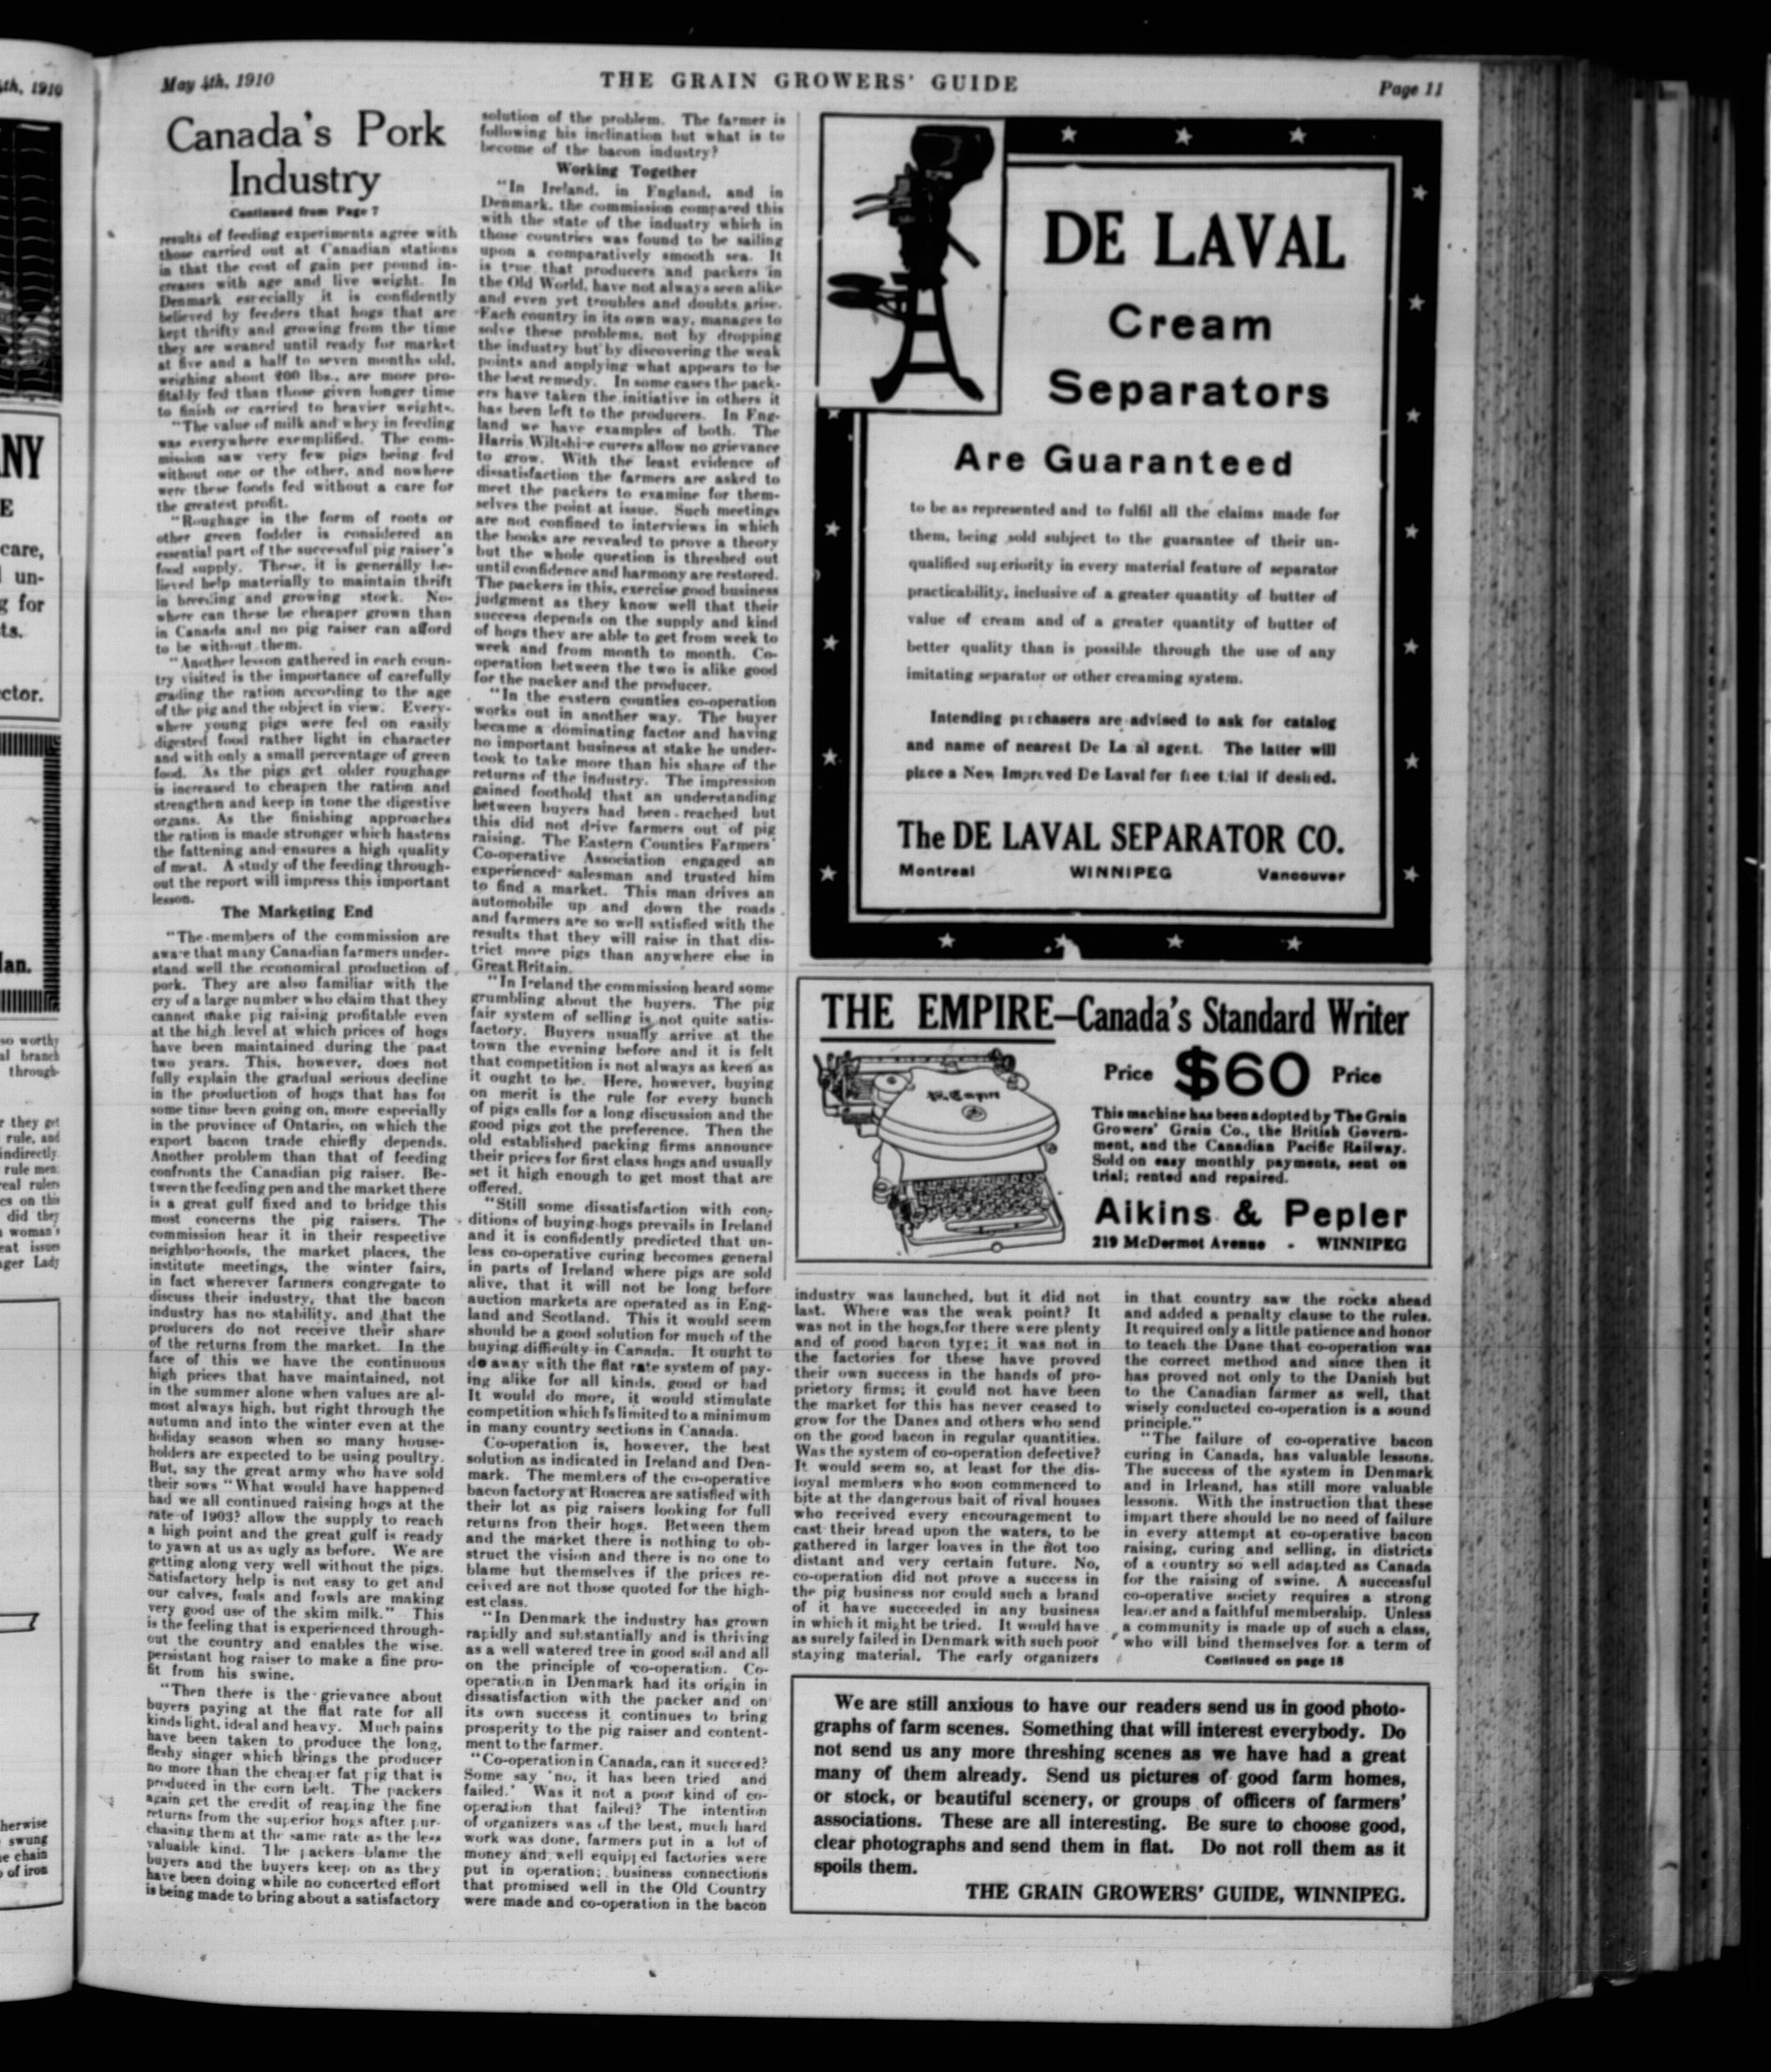 May 4th, 1910
THE GRAIN GROWERS' GUIDE
Page 11
Canada's Pork
Industry
Continued from Page 7
results of feeding experiments agree with
those carried out at Canadian stations
in that the cost of gain per pound in-
creases with age and live weight. In
Denmark especially it is confidently
believed by feeders that hogs that are
kept thrifty and growing from the time
they are weaned until ready for market
at five and a half to seven months old,
weighing about 200 lbs., are more pro-
fitably fed than those given longer time
to finish or carried to heavier weights.
"The value of milk and whey in feeding
was everywhere exemplified. The com-
mission saw very few pigs being fed
without one or the other, and nowhere
were these foods fed without a care for
the greatest profit.
"Roughage in the form of roots or
other green fodder is considered an
essential part of the successful pig raiser's
food supply. These, it is generally be-
lieved help materially to maintain thrift
in breeding and growing stock. No-
where can these be cheaper grown than
in Canada and no pig raiser can afford
to be without them.
"Another lesson gathered in each coun-
try visited is the importance of carefully
grading the ration according to the age
of the pig and the object in view. Every-
where young pigs were fed on easily
digested food rather light in character
and with only a small percentage of green
food. As the pigs get older roughage
is increased to cheapen the ration and
strengthen and keep in tone the digestive
organs. As the finishing approaches
the ration is made stronger which hastens
the fattening and ensures a high quality
of meat. A study of the feeding through-
out the report will impress this important
lesson.
The Marketing End
"The members of the commission are
aware that many Canadian farmers under-
stand well the economical production of
pork. They are also familiar with the
cry of a large number who claim that they
cannot make pig raising profitable even
at the high level at which prices of hogs
have been maintained during the past
two years. This, however, does not
fully explain the gradual serious decline
in the production of hogs that has for
some time been going on, more especially
in the province of Ontario, on which the
export bacon trade chiefly depends.
Another problem than that of feeding
confronts the Canadian pig raiser. Be-
tween the feeding pen and the market there
is a great gulf fixed and to bridge this
most concerns the pig raisers. The
commission hear it in their respective
neighborhoods, the market places, the
institute meetings, the winter fairs,
in fact wherever farmers congregate to
discuss their industry, that the bacon
industry has no stability, and that the
producers do not receive their share
of the returns from the market. In the
face of this we have the continuous
high prices that have maintained, not
in the summer alone when values are al-
most always high, but right through the
autumn and into the winter even at the
holiday season when so many house-
holders are expected to be using poultry.
But, say the great army who have sold
their sows "What would have happened
had we all continued raising hogs at the
rate of 1903? allow the supply to reach
a high point and the great gulf is ready
to yawn at us as ugly as before. We are
getting along very well without the pigs.
Satisfactory help is not easy to get and
our calves, foals and fowls are making
very good use of the skim milk." This
is the feeling that is experienced through-
out the country and enables the wise,
persistant hog raiser to make a fine pro-
fit from his swine.
"Then there is the grievance about
buyers paying at the flat rate for all
kinds light, ideal and heavy. Much pains
have been taken to produce the long,
fleshy singer which brings the producer
no more than the cheaper fat pig that is
produced in the corn belt. The packers
again get the credit of reaping the fine
returns from the superior hogs after pur-
chasing them at the same rate as the less
valuable kind. The packers blame the
buyers and the buyers keep on as they
have been doing while no concerted effort
is being made to bring about a satisfactory
solution of the problem. The farmer is
following his inclination but what is to
become of the bacon industry?
Working Together
"In Ireland, in England, and in
Denmark, the commission compared this
with the state of the industry which in
those countries was found to be sailing
upon a comparatively smooth sea. It
is true that producers and packers in
the Old World, have not always seen alike
and even yet troubles and doubts arise.
Each country in its own way, manages to
solve these problems, not by dropping
the industry but by discovering the weak
points and applying what appears to be
the best remedy. In some cases the pack-
ers have taken the initiative in others it
has been left to the producers. In Eng-
land we have examples of both. The
Harris Wiltshire curers allow no grievance
to grow. With the least evidence of
dissatisfaction the farmers are asked to
meet the packers to examine for them-
selves the point at issue. Such meetings
are not confined to interviews in which
the books are revealed to prove a theory
but the whole question is threshed out
until confidence and harmony are restored.
The packers in this, exercise good business
judgment as they know well that their
success depends on the supply and kind
of hogs they are able to get from week to
week and from month to month. Co-
operation between the two is alike good
for the packer and the producer.
"In the eastern counties co-operation
works out in another way. The buyer
became a dominating factor and having
no important business at stake he under-
took to take more than his share of the
returns of the industry. The impression
gained foothold that an understanding
between buyers had been reached but
this did not drive farmers out of pig
raising. The Eastern Counties Farmers'
Co-operative Association engaged an
experienced salesman and trusted him
to find a market. This man drives an
automobile up and down the roads
and farmers are so well satisfied with the
results that they will raise in that dis-
trict more pigs than anywhere else in
Great Britain.
"In Ireland the commission heard some
grumbling about the buyers. The pig
fair system of selling is not quite satis-
factory. Buyers usually arrive at the
town the evening before and it is felt
that competition is not always as keen as
it ought to be. Here, however, buying
on merit is the rule for every bunch
of pigs calls for a long discussion and the
good pigs got the preference. Then the
old established packing firms announce
their prices for first class hogs and usually
set it high enough to get most that are
offered.
"Still some dissatisfaction with con-
ditions of buying hogs prevails in Ireland
and it is confidently predicted that un-
less co-operative curing becomes general
in parts of Ireland where pigs are sold
alive, that it will not be long before
auction markets are operated as in Eng-
land and Scotland. This it would seem
should be a good solution for much of the
buying difficulty in Canada. It ought to
do away with the flat rate system of pay-
ing alike for all kinds, good or bad
It would do more, it would stimulate
competition which is limited to a minimum
in many country sections in Canada.
Co-operation is, however, the best
solution as indicated in Ireland and Den-
mark. The members of the co-operative
bacon factory at Roscrea are satisfied with
their lot as pig raisers looking for full
returns fron their hogs. Between them
and the market there is nothing to ob-
struct the vision and there is no one to
blame but themselves if the prices re-
ceived are not those quoted for the high-
est class.
"In Denmark the industry has grown
rapidly and substantially and is thriving
as a well watered tree in good soil and all
on the principle of co-operation. Co-
operation in Denmark had its origin in
dissatisfaction with the packer and on
its own success it continues to bring
prosperity to the pig raiser and content-
ment to the farmer.
"Co-operation in Canada, can it succeed?
Some say 'no, it has been tried and
failed.' Was it not a poor kind of co-
operation that failed? The intention
of organizers was of the best, much hard
work was done, farmers put in a lot of
money and well equipped factories were
put in operation; business connections
that promised well in the Old Country
were made and co-operation in the bacon
DE LAVAL
Cream
Separators
Are Guaranteed
to be as represented and to fulfil all the claims made for
them, being sold subject to the guarantee of their un-
qualified superiority in every material feature of separator
practicability, inclusive of a greater quantity of butter of
value of cream and of a greater quantity of butter of
better quality than is possible through the use of any
imitating separator or other creaming system.
Intending purchasers are advised to ask for catalog
and name of nearest De La al agent. The latter will
place a New Improved De Laval for free trial if desired.
The DE LAVAL SEPARATOR CO.
Montreal WINNIPEG Vancouver
THE EMPIRE—Canada's Standard Writer
Price $60 Price
The Empire
This machine has been adopted by The Grain
Growers' Grain Co., the British Govern-
ment, and the Canadian Pacific Railway.
Sold on easy monthly payments, sent on
trial; rented and repaired.
Aikins & Pepler
219 McDermot Avenue - WINNIPEG
industry was launched, but it did not
last. Where was the weak point? It
was not in the hogs, for there were plenty
and of good bacon type; it was not in
the factories for these have proved
their own success in the hands of pro-
prietory firms; it could not have been
the market for this has never ceased to
grow for the Danes and others who send
on the good bacon in regular quantities.
Was the system of co-operation defective?
It would seem so, at least for the dis-
loyal members who soon commenced to
bite at the dangerous bait of rival houses
who received every encouragement to
cast their bread upon the waters, to be
gathered in larger loaves in the not too
distant and very certain future. No,
co-operation did not prove a success in
the pig business nor could such a brand
of it have succeeded in any business
in which it might be tried. It would have
as surely failed in Denmark with such poor
staying material. The early organizers
in that country saw the rocks ahead
and added a penalty clause to the rules.
It required only a little patience and honor
to teach the Dane that co-operation was
the correct method and since then it
has proved not only to the Danish but
to the Canadian farmer as well, that
wisely conducted co-operation is a sound
principle."
"The failure of co-operative bacon
curing in Canada, has valuable lessons.
The success of the system in Denmark
and in Irleand, has still more valuable
lessons. With the instruction that these
impart there should be no need of failure
in every attempt at co-operative bacon
raising, curing and selling, in districts
of a country so well adapted as Canada
for the raising of swine. A successful
co-operative society requires a strong
leader and a faithful membership. Unless
a community is made up of such a class,
who will bind themselves for a term of
Continued on page 18
We are still anxious to have our readers send us in good photo-
graphs of farm scenes. Something that will interest everybody. Do
not send us any more threshing scenes as we have had a great
many of them already. Send us pictures of good farm homes,
or stock, or beautiful scenery, or groups of officers of farmers'
associations. These are all interesting. Be sure to choose good,
clear photographs and send them in flat. Do not roll them as it
spoils them.
THE GRAIN GROWERS' GUIDE, WINNIPEG.